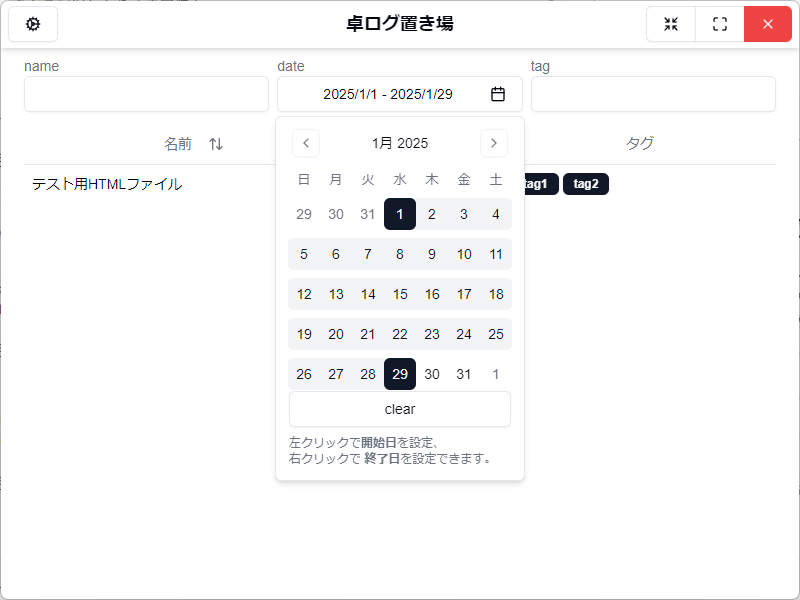 卓ログ置き場
name date tag
2025/1/1 - 2025/1/29
1月 2025
名前 タグ
日 月 火 水 木 金 土
テスト用HTMLファイル tag1 tag2
29 30 31 1 2 3 4
5 6 7 8 9 10 11
12 13 14 15 16 17 18
19 20 21 22 23 24 25
26 27 28 29 30 31 1
clear
左クリックで開始日を設定、
右クリックで 終了日を設定できます。